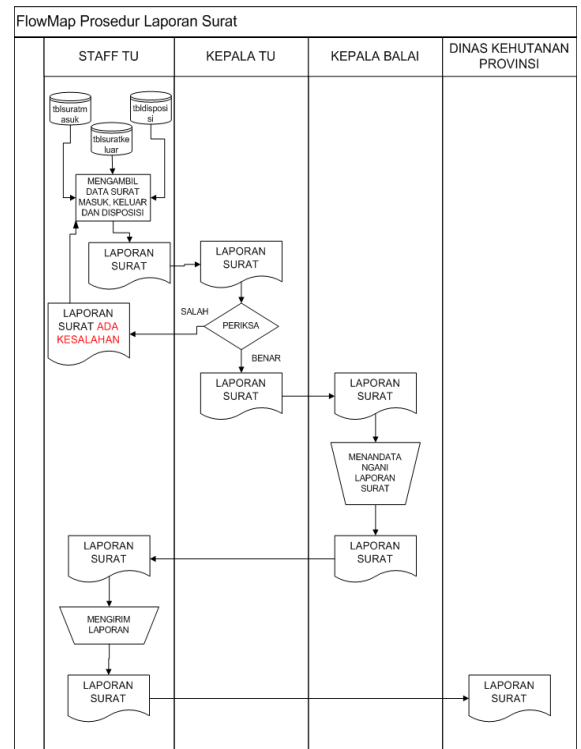 FlowMap Prosedur Laporan Surat
STAFF TU
KEPALA TU
KEPALA BALAI
DINAS KEHUTANAN
PROVINSI
tblsuratm
asuk
tbldisposi
si
tblsuratke
luar
MENGAMBIL
DATA SURAT
MASUK, KELUAR
DAN DISPOSISI
LAPORAN
SURAT
LAPORAN
SURAT
LAPORAN
SURAT ADA
KESALAHAN
SALAH
PERIKSA
BENAR
LAPORAN
SURAT
LAPORAN
SURAT
MENANDATA
NGANI
LAPORAN
SURAT
LAPORAN
SURAT
LAPORAN
SURAT
MENGIRIM
LAPORAN
LAPORAN
SURAT
LAPORAN
SURAT